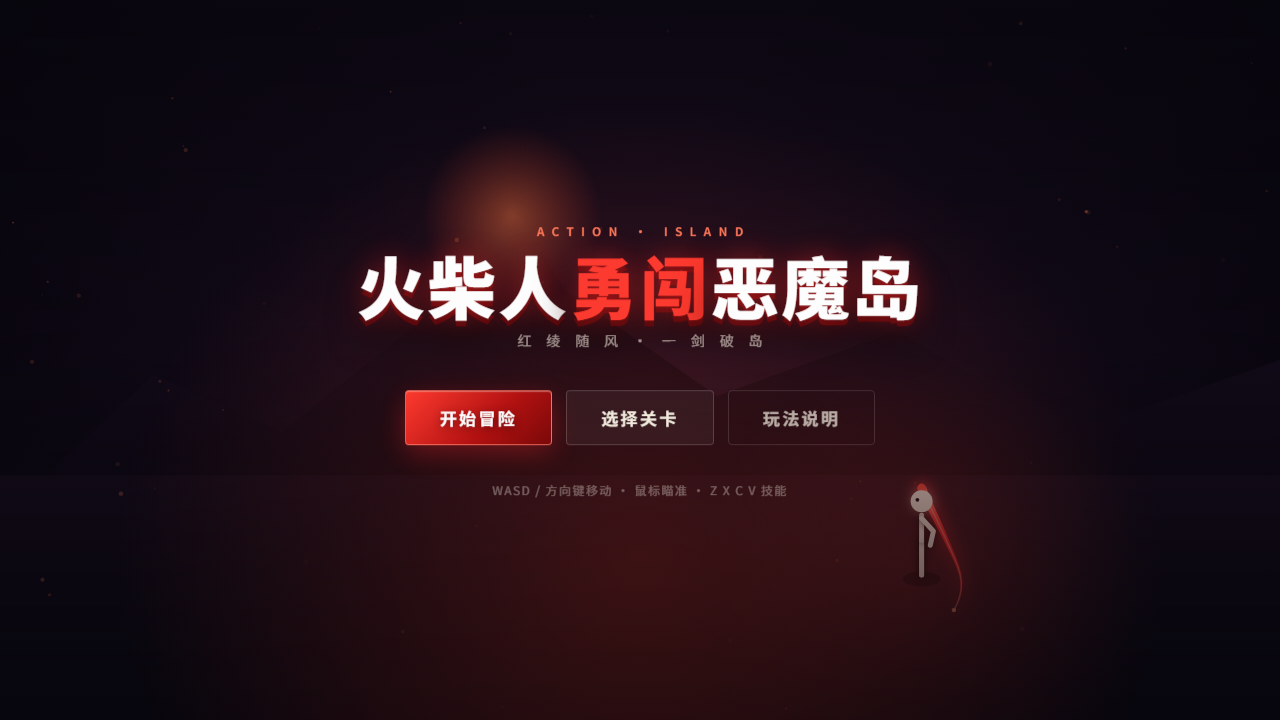 ACTION · ISLAND
火柴人勇闯恶魔岛
红绫随风·一剑破岛
开始冒险
选择关卡
玩法说明
WASD / 方向键移动 · 鼠标瞄准 · Z X C V 技能